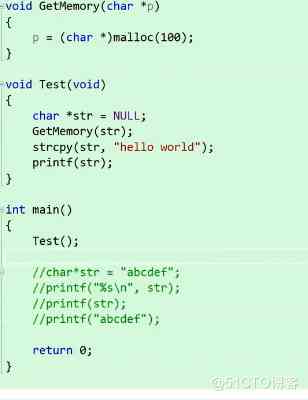 void GetMemory(char *p)
{
    p = (char *)malloc(100);
}

void Test(void)
{
    char *str = NULL;
    GetMemory(str);
    strcpy(str, "hello world");
    printf(str);
}

int main()
{
    Test();

    //char*str = "abcdef";
    //printf("%s\n", str);
    //printf(str);
    //printf("abcdef");

    return 0;
}
@51CTO博客